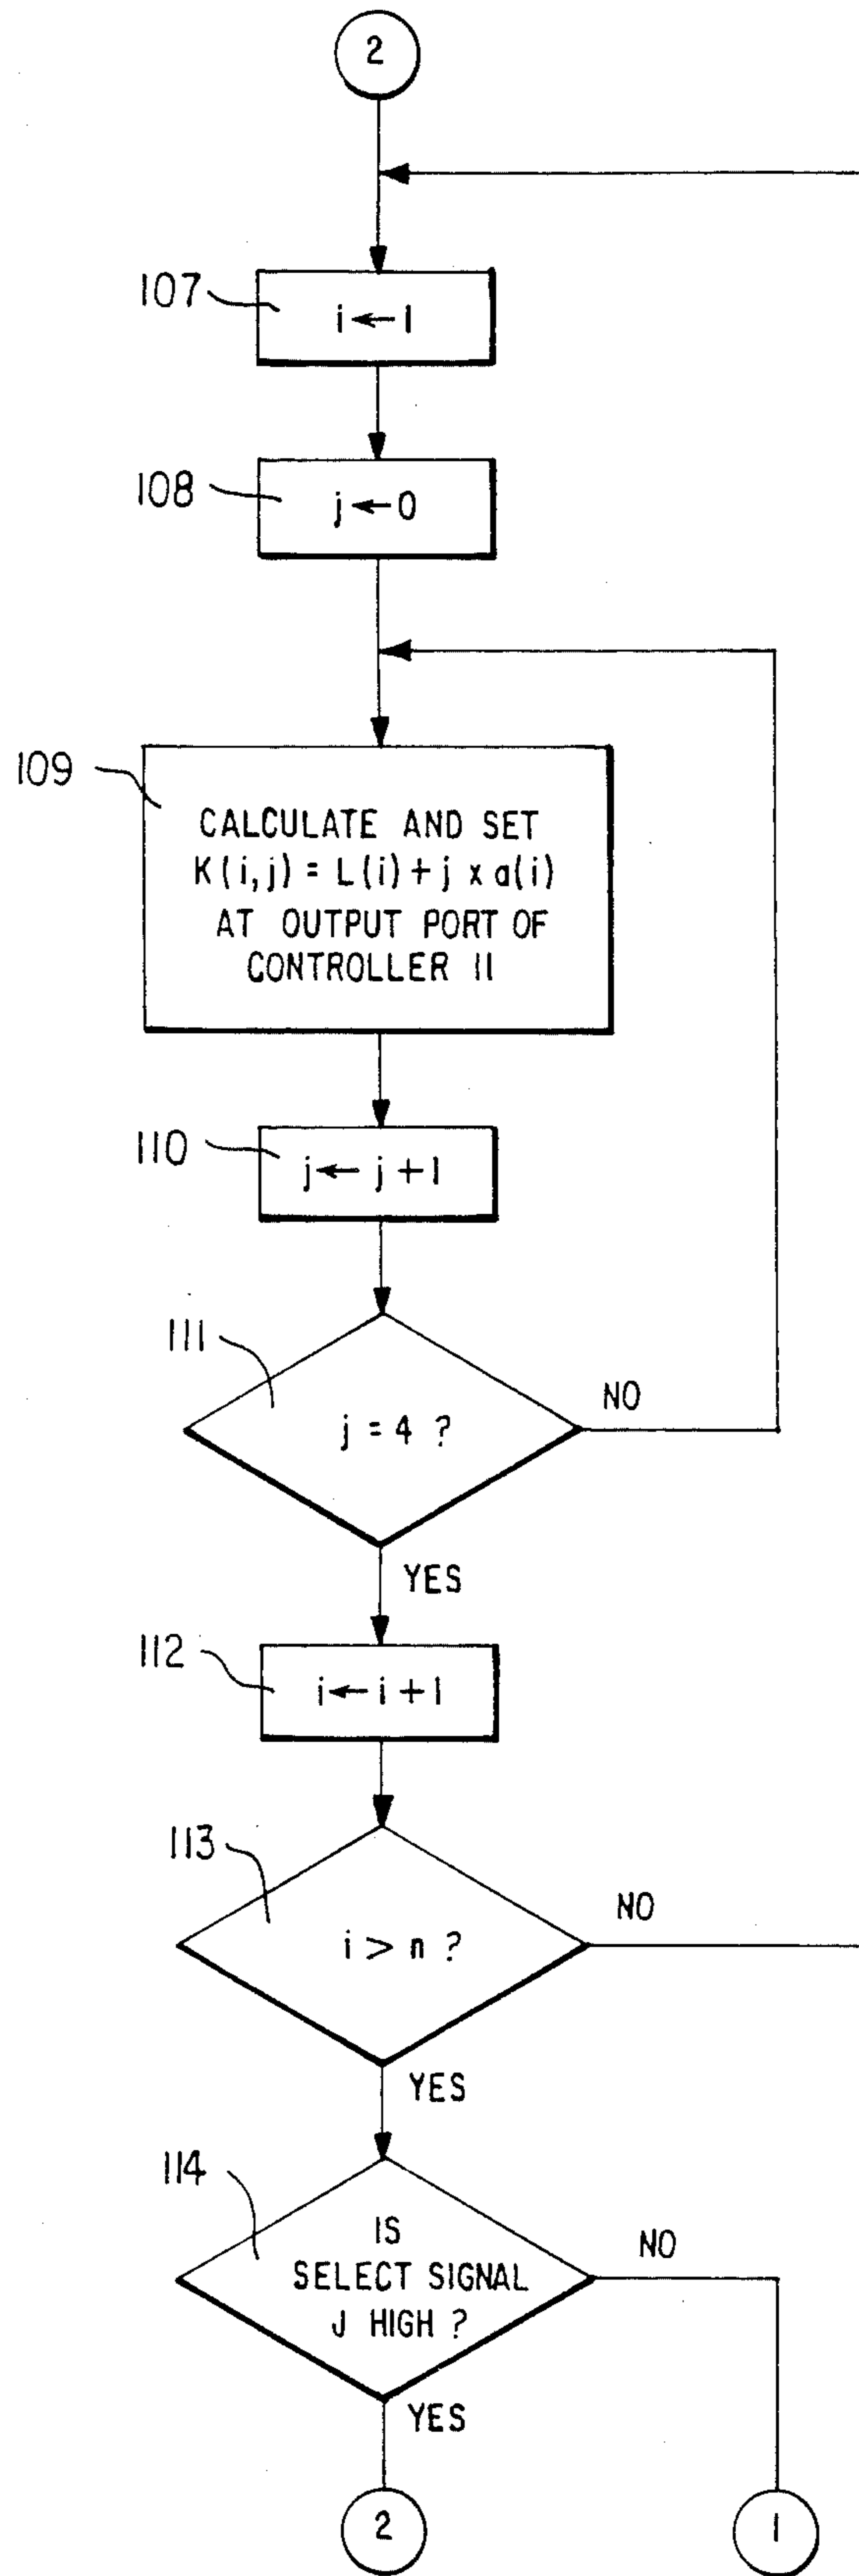 2
107
i ← 1
108
j ← 0
109
CALCULATE AND SET
K(i,j) = L(i) + j x a(i)
AT OUTPUT PORT OF
CONTROLLER 11
110
j ← j + 1
111
j = 4 ?
NO
YES
112
i ← i + 1
113
i > n ?
NO
YES
114
IS
SELECT SIGNAL
J HIGH ?
NO
YES
2
1